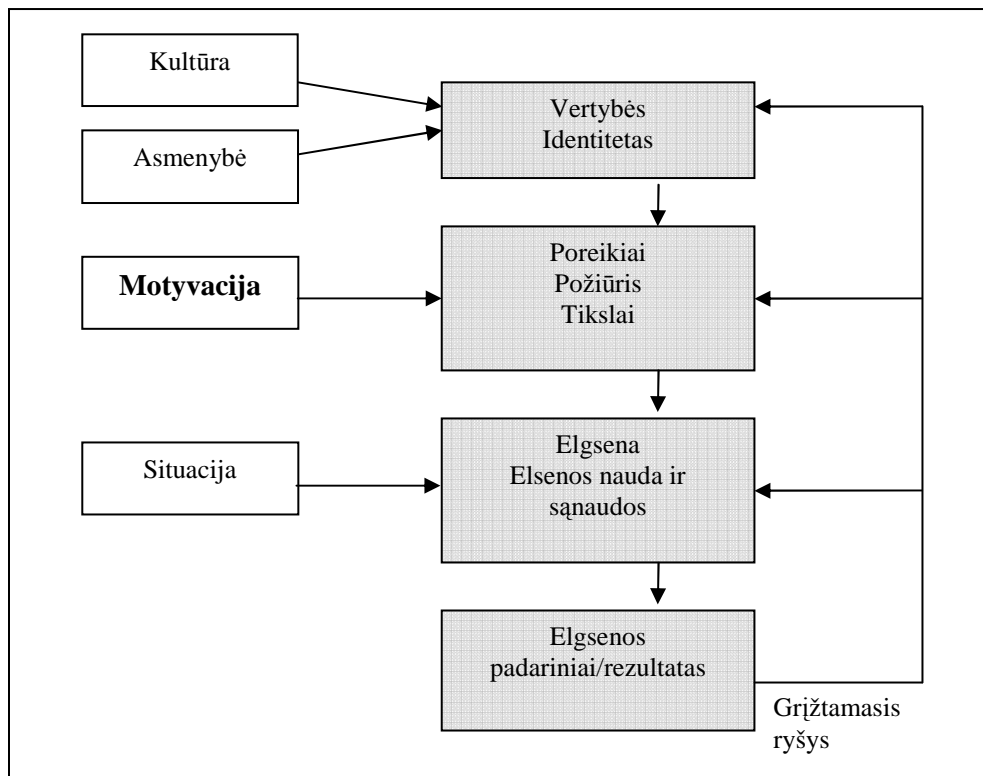 Kultūra
Vertybės
Identitetas
Asmenybė
Poreikiai
Požiūris
Tikslai
Motyvacija
Elgsena
Elsenos nauda ir
sąnaudos
Situacija
Elgsenos
padariniai/rezultatas
Grįžtamasis
ryšys